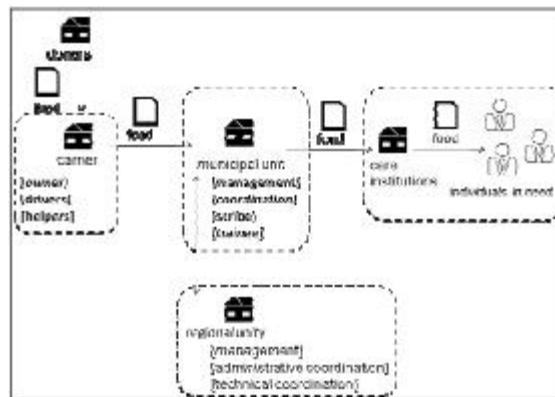 donors
food
food
carrier
[owner]
[drivers]
[helpers]
municipal unit
[management]
[coordination]
[scribe]
[trainee]
food
care
institutions
food
individuals in need
regional unity
[management]
[administrative coordination]
[technical coordination]